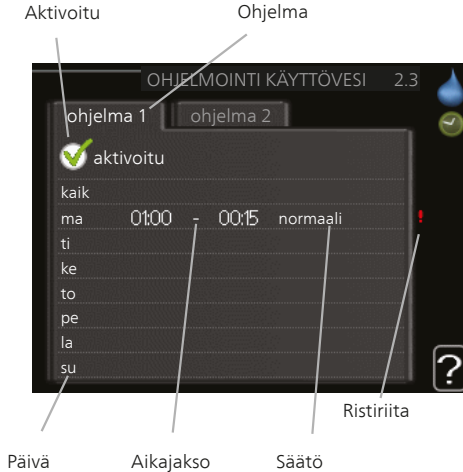 Aktivoitu Ohjelma
OHJELMOINTI KÄYTTÖVESI 2.3
ohjelma 1 ohjelma 2
aktivoitu
kaik
ma 01:00 - 00:15 normaali !
ti
ke
to
pe
la
su
?
Ristiriita
Päivä Aikajakso Säätö